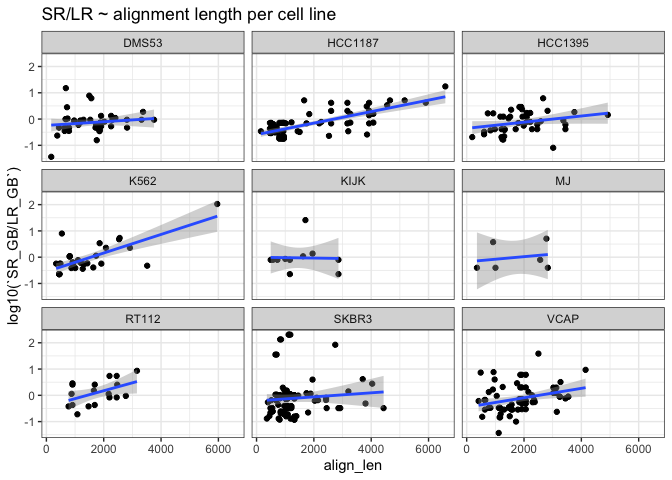 SR/LR ~ alignment length per cell line
DMS53
HCC1187
HCC1395
2
1
0
-1
K562
KIJK
MJ
2
1
0
-1
RT112
SKBR3
VCAP
2
1
0
-1
0 2000 4000 6000 0 2000 4000 6000 0 2000 4000 6000
align_len
log10(`SR_GB/LR_GB`)